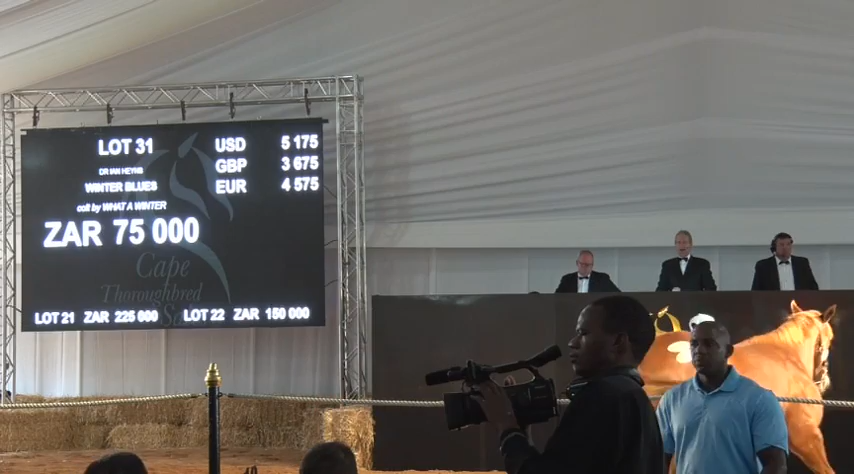 LOT 31
DR IAN HEYNS
WINTER BLUES
colt by WHAT A WINTER
ZAR 75 000
USD 5 175
GBP 3 675
EUR 4 575
Cape
Thoroughbred
LOT 21 ZAR 225 000 LOT 22 ZAR 150 000